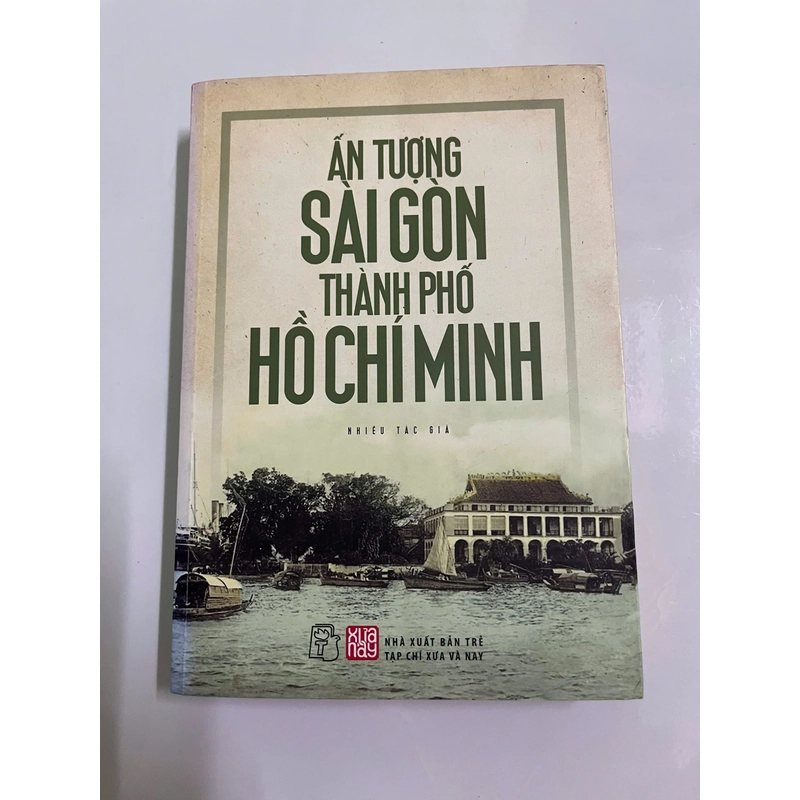 ẤN TƯỢNG
SÀI GÒN
THÀNH PHỐ
HỒ CHÍ MINH
NHIỀU TÁC GIẢ
XƯA
NAY
NHÀ XUẤT BẢN TRẺ
TẠP CHÍ XƯA VÀ NAY